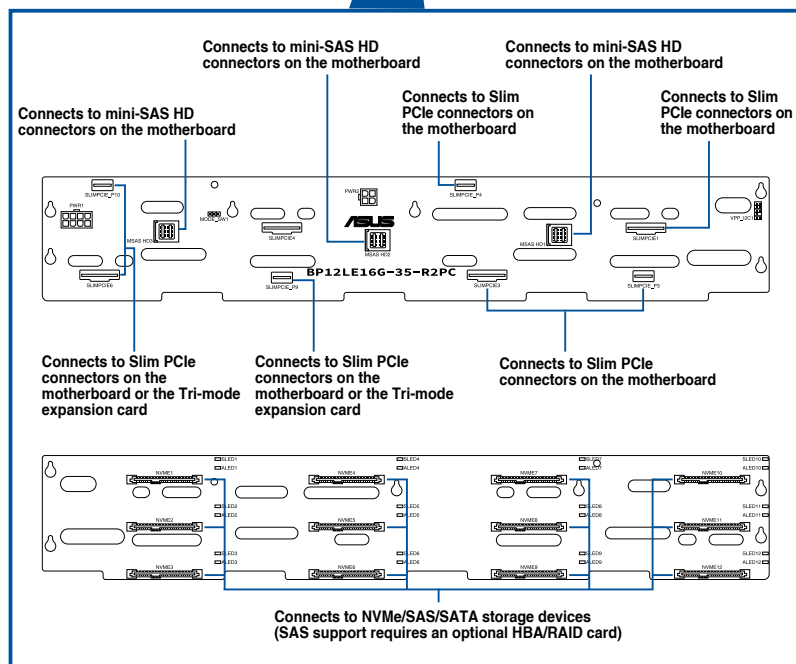 Connects to mini-SAS HD
connectors on the motherboard
Connects to mini-SAS HD
connectors on the motherboard
Connects to mini-SAS HD
connectors on the motherboard
Connects to Slim
PCIe connectors on
the motherboard
Connects to Slim
PCIe connectors on
the motherboard
SLIMPCIE_P10
PWR1
MODE_SW1
MSAS HD3
SLIMPCIE4
PWR2
ASUS
MSAS HD2
SLIMPCIE_P4
MSAS HD1
SLIMPCIE1
VPP_I2C1
BP12LE16G-35-R2PC
SLIMPCIE6
SLIMPCIE_P9
SLIMPCIE3
SLIMPCIE_P3
Connects to Slim PCIe
connectors on the
motherboard or the Tri-mode
expansion card
Connects to Slim PCIe
connectors on the
motherboard or the Tri-mode
expansion card
Connects to Slim PCIe
connectors on the motherboard
SLED1
ALED1
SLED4
ALED4
SLED7
ALED7
SLED10
ALED10
NVME1
NVME4
NVME7
NVME10
SLED2
ALED2
SLED5
ALED5
SLED8
ALED8
SLED11
ALED11
NVME2
NVME5
NVME8
NVME11
SLED3
ALED3
SLED6
ALED6
SLED9
ALED9
SLED12
ALED12
NVME3
NVME6
NVME9
NVME12
Connects to NVMe/SAS/SATA storage devices
(SAS support requires an optional HBA/RAID card)